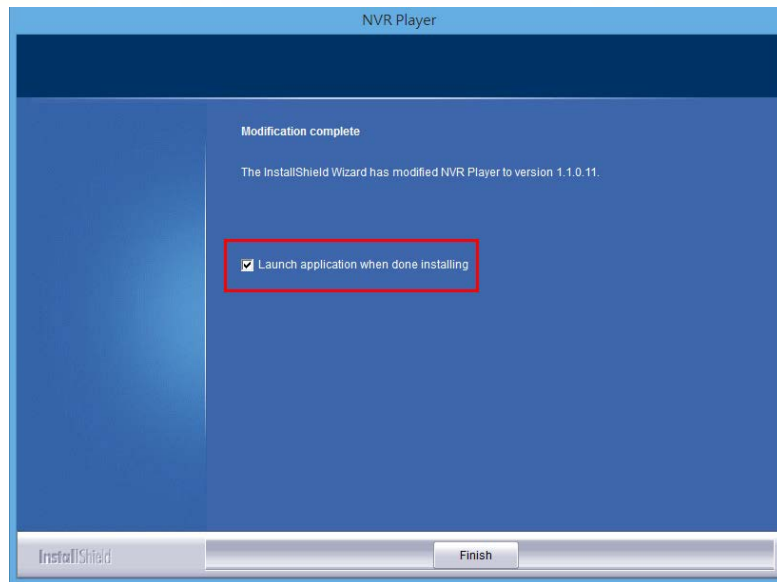 NVR Player
Modification complete
The InstallShield Wizard has modified NVR Player to version 1.1.0.11.
Launch application when done installing
InstallShield
Finish